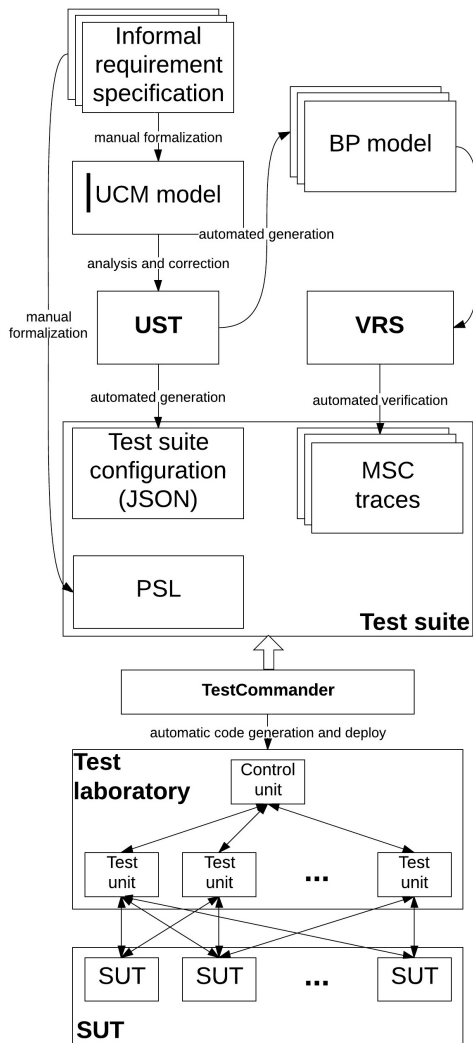 Informal
requirement
specification
manual formalization
BP model
UCM model
automated generation
analysis and correction
manual
formalization
UST
VRS
automated generation
automated verification
Test suite
configuration
(JSON)
MSC
traces
PSL
Test suite
TestCommander
automatic code generation and deploy
Test
laboratory
Control
unit
Test
unit
Test
unit
...
Test
unit
SUT
SUT
...
SUT
SUT